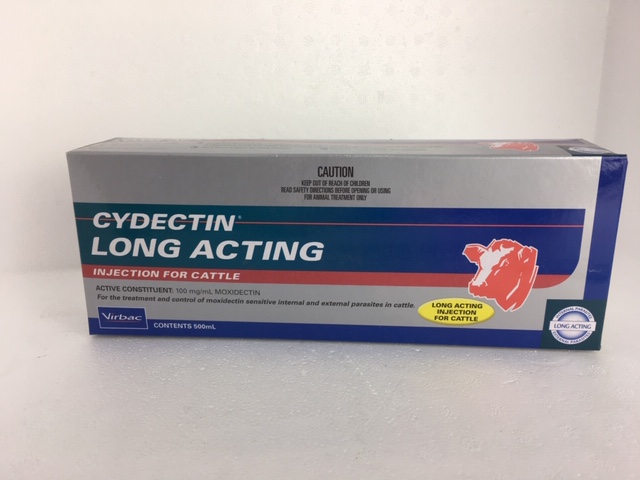 CAUTION
KEEP OUT OF REACH OF CHILDREN
READ SAFETY DIRECTIONS BEFORE OPENING OR USING
FOR ANIMAL TREATMENT ONLY
CYDECTIN®
LONG ACTING
INJECTION FOR CATTLE
ACTIVE CONSTITUENT: 100 mg/mL MOXIDECTIN
For the treatment and control of moxidectin sensitive internal and external parasites in cattle.
Virbac
CONTENTS 500mL
LONG ACTING
INJECTION
FOR CATTLE
LONG ACTING